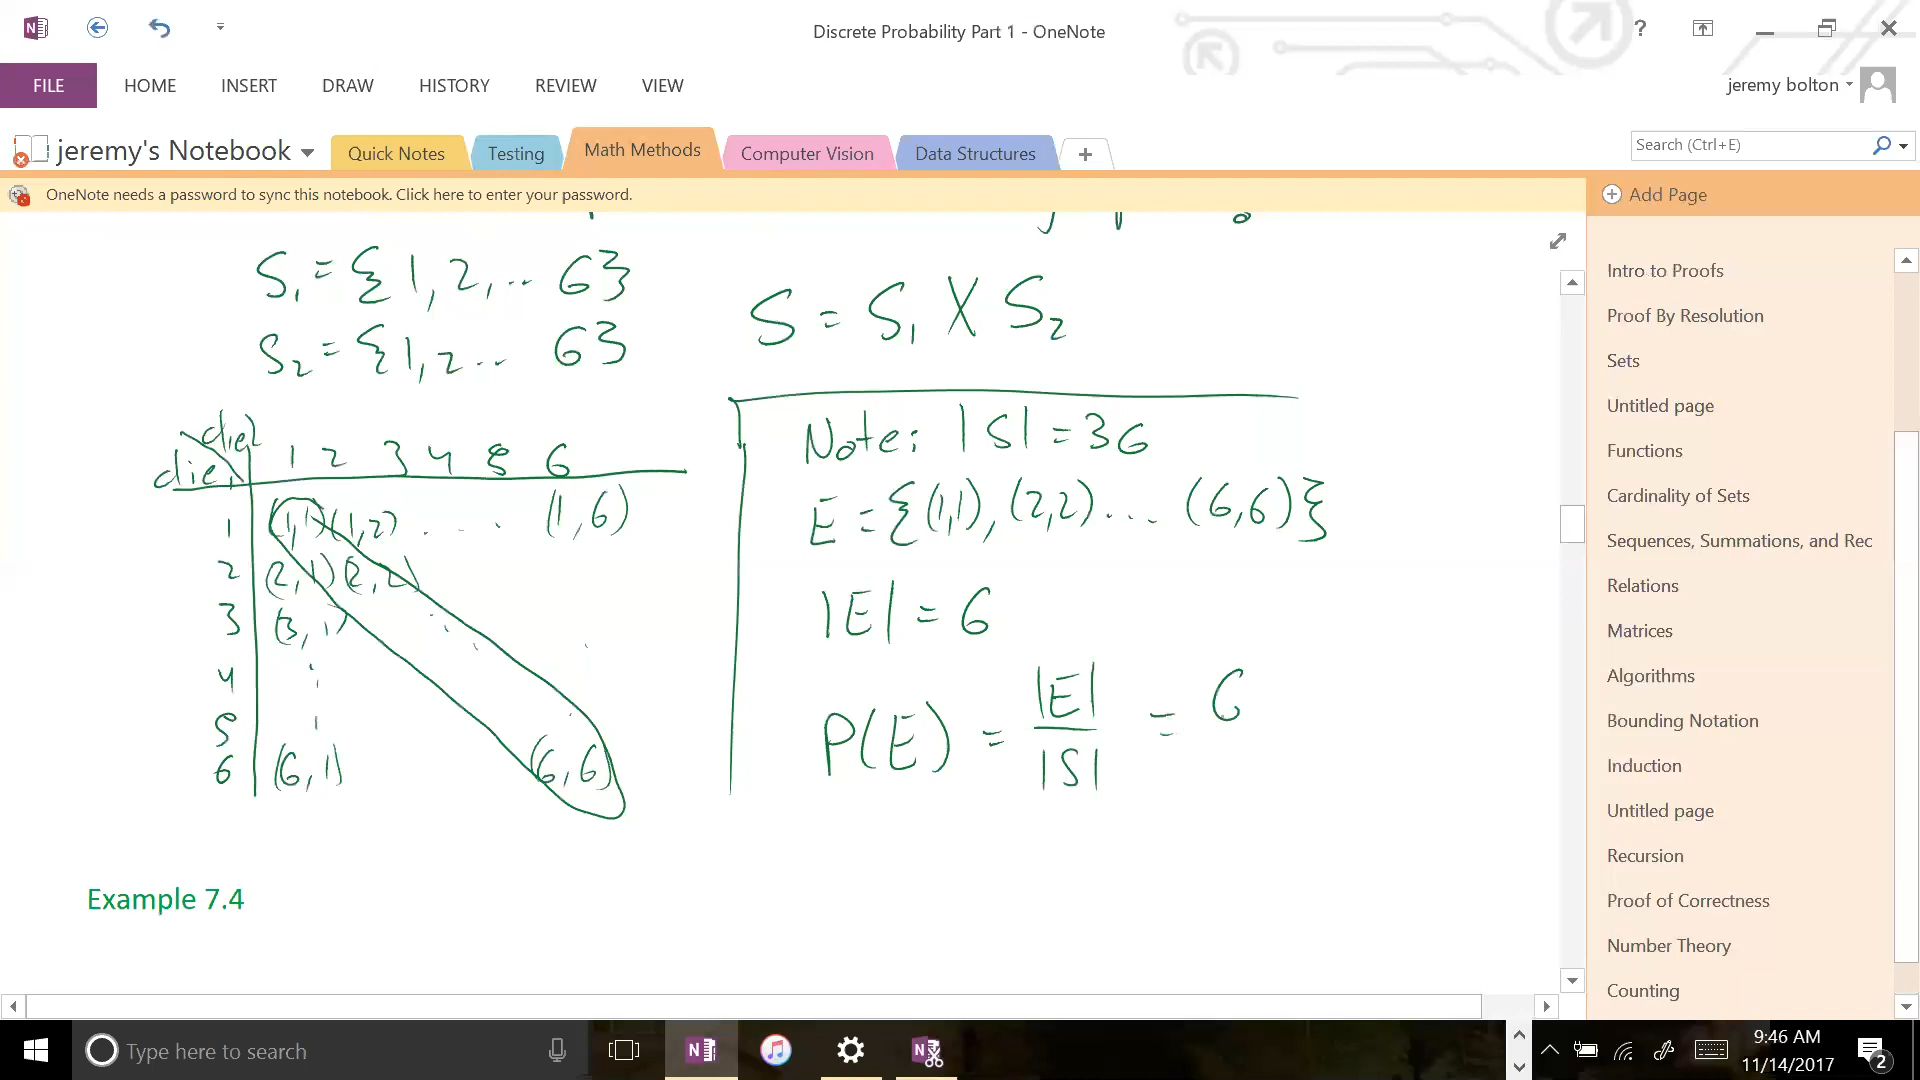 Discrete Probability Part 1 - OneNote
?
FILE HOME INSERT DRAW HISTORY REVIEW VIEW
jeremy bolton
jeremy's Notebook
Quick Notes
Testing
Math Methods
Computer Vision
Data Structures
+
Search (Ctrl+E)
OneNote needs a password to sync this notebook. Click here to enter your password.
S₁ = {1, 2, .. 6}
S₂ = {1, 2 .. 6}
S = S₁ X S₂
die 2
die 1
1 2 3 4 5 6
1 (1,1) (1,2) . . . (1,6)
2 (2,1) (2,2)
3 (3,1)
4
5
6 (6,1) (6,6)
Note: |S| = 36
E = {(1,1), (2,2) ... (6,6)}
|E| = 6
P(E) = |E| / |S| = 6
Example 7.4
Add Page
Intro to Proofs
Proof By Resolution
Sets
Untitled page
Functions
Cardinality of Sets
Sequences, Summations, and Rec
Relations
Matrices
Algorithms
Bounding Notation
Induction
Untitled page
Recursion
Proof of Correctness
Number Theory
Counting
Type here to search
9:46 AM
11/14/2017
2